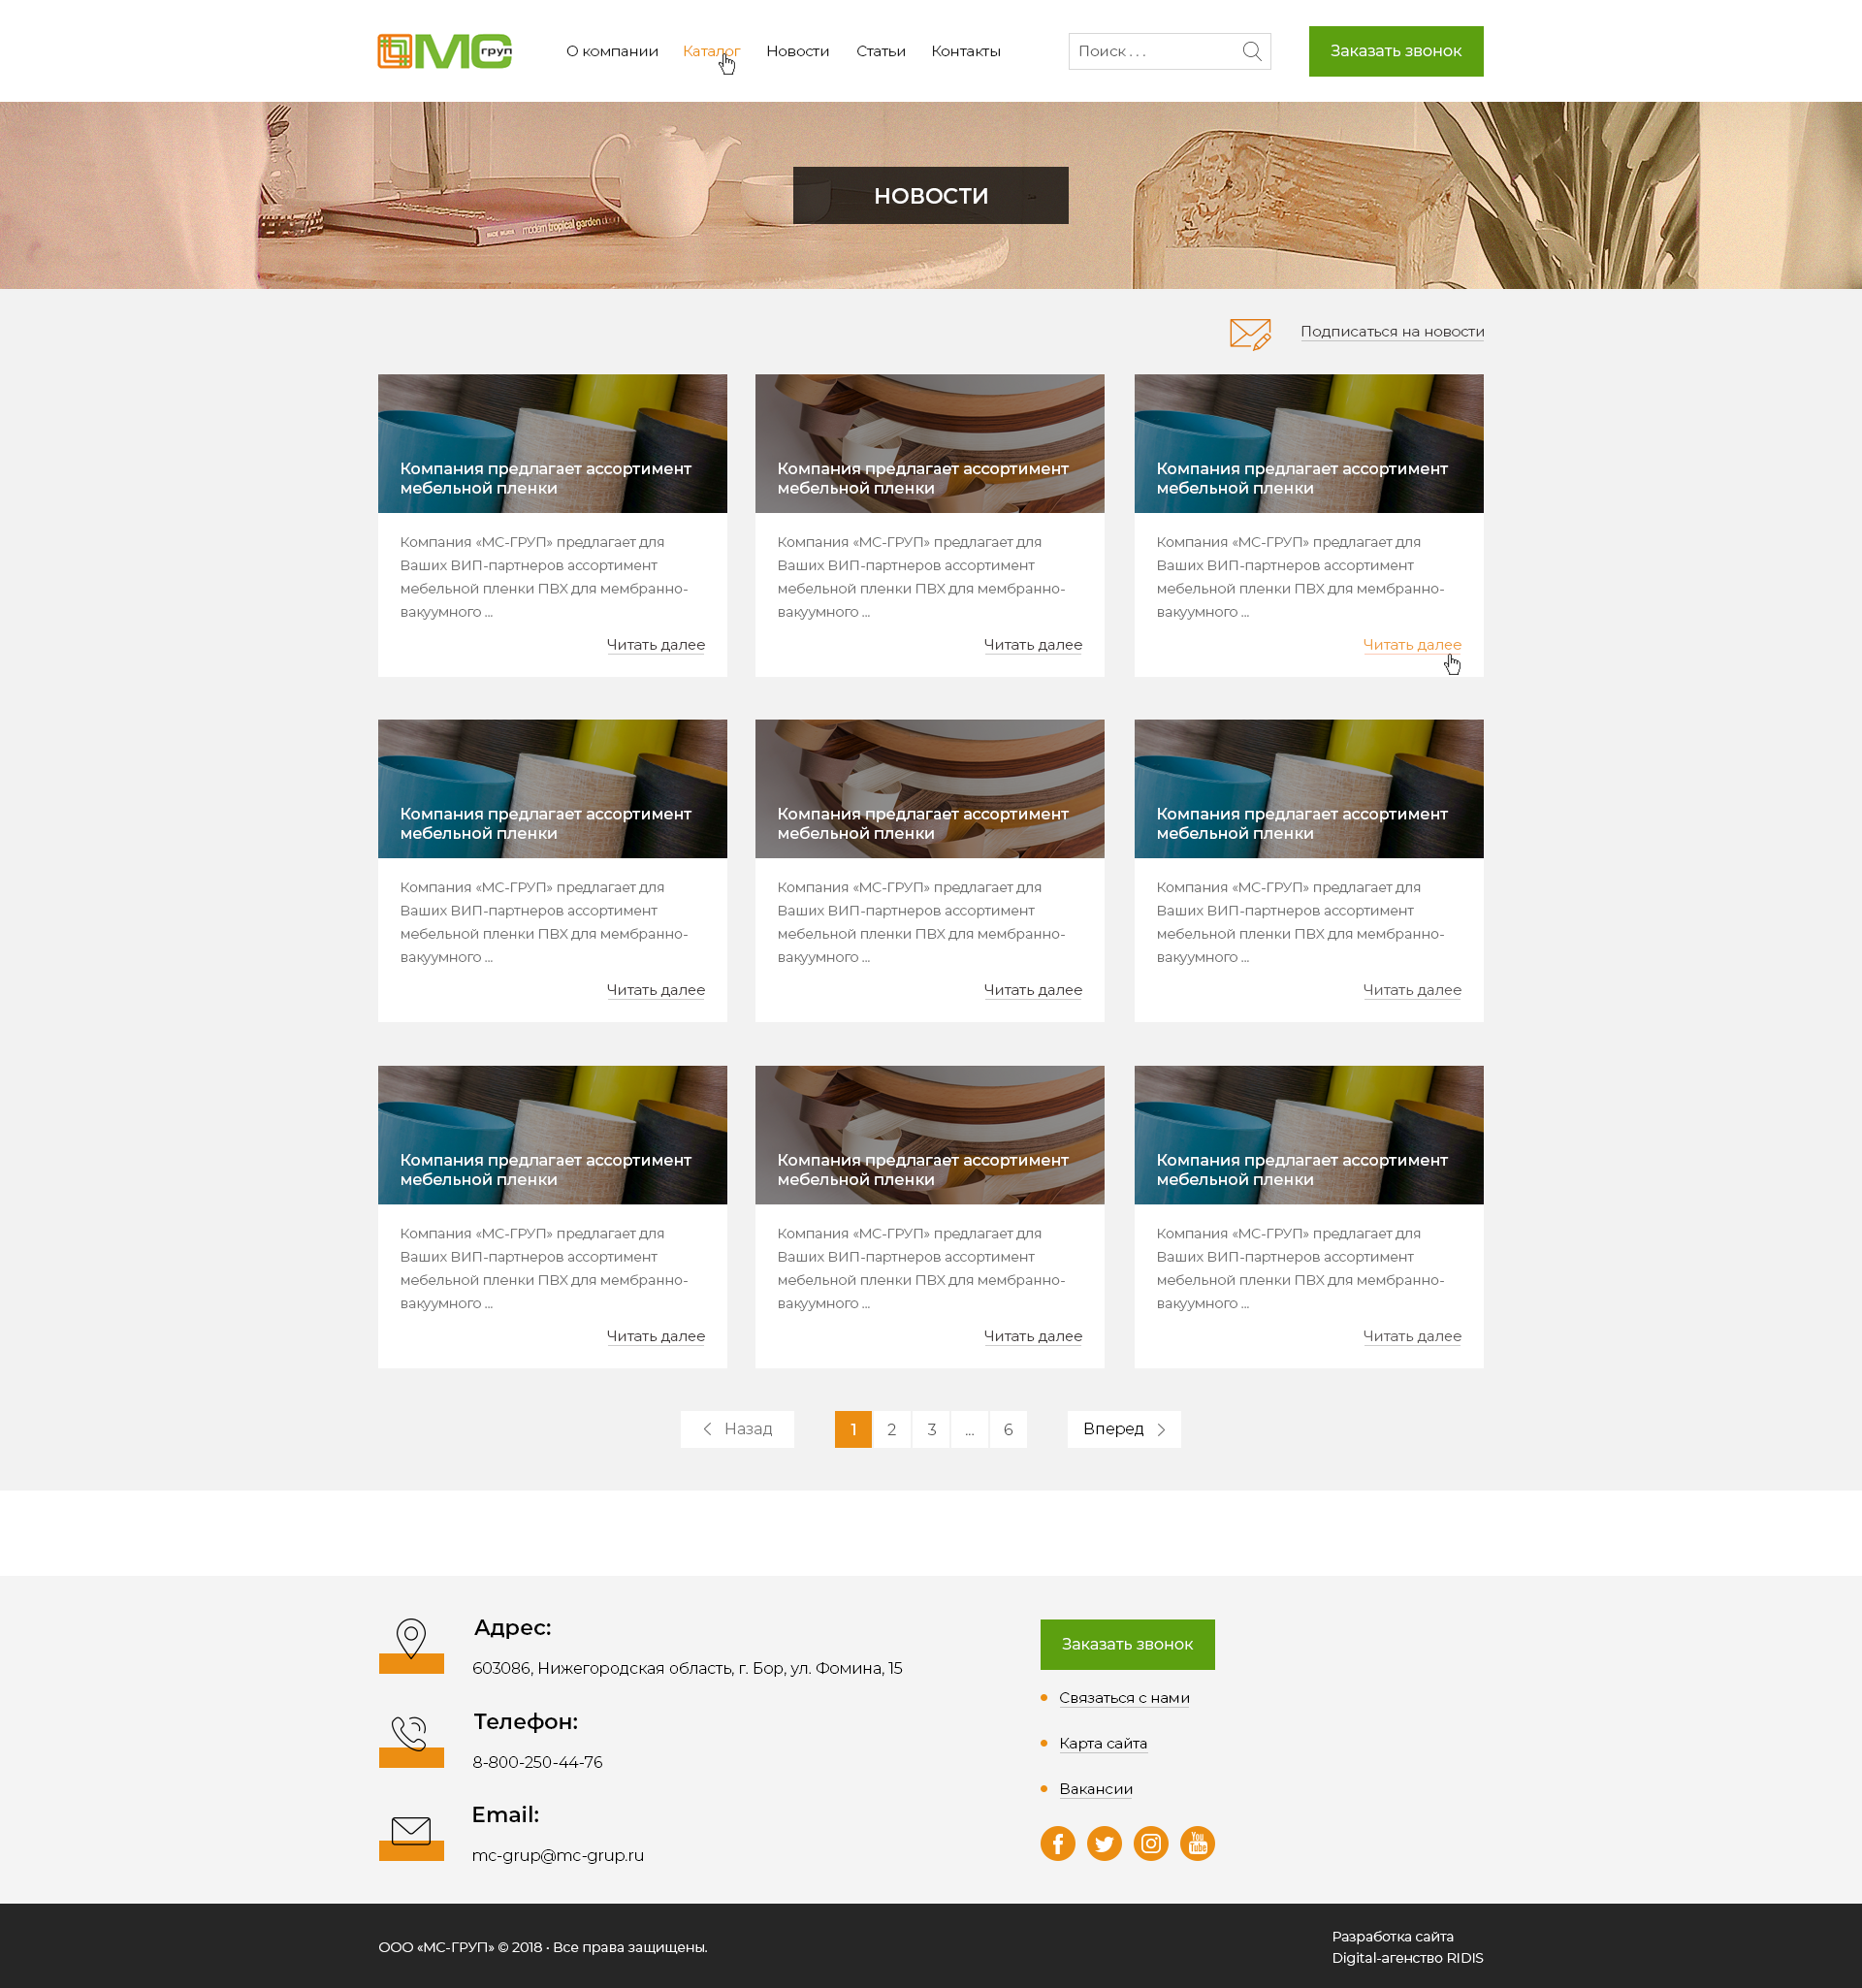 МС груп
О компании
Каталог
Новости
Статьи
Контакты
Поиск . . .
Заказать звонок
modern tropical garden design
НОВОСТИ
Подписаться на новости
Компания предлагает ассортимент
мебельной пленки
Компания «МС-ГРУП» предлагает для
Ваших ВИП-партнеров ассортимент
мебельной пленки ПВХ для мембранно-
вакуумного ...
Читать далее
Компания предлагает ассортимент
мебельной пленки
Компания «МС-ГРУП» предлагает для
Ваших ВИП-партнеров ассортимент
мебельной пленки ПВХ для мембранно-
вакуумного ...
Читать далее
Компания предлагает ассортимент
мебельной пленки
Компания «МС-ГРУП» предлагает для
Ваших ВИП-партнеров ассортимент
мебельной пленки ПВХ для мембранно-
вакуумного ...
Читать далее
Компания предлагает ассортимент
мебельной пленки
Компания «МС-ГРУП» предлагает для
Ваших ВИП-партнеров ассортимент
мебельной пленки ПВХ для мембранно-
вакуумного ...
Читать далее
Компания предлагает ассортимент
мебельной пленки
Компания «МС-ГРУП» предлагает для
Ваших ВИП-партнеров ассортимент
мебельной пленки ПВХ для мембранно-
вакуумного ...
Читать далее
Компания предлагает ассортимент
мебельной пленки
Компания «МС-ГРУП» предлагает для
Ваших ВИП-партнеров ассортимент
мебельной пленки ПВХ для мембранно-
вакуумного ...
Читать далее
Компания предлагает ассортимент
мебельной пленки
Компания «МС-ГРУП» предлагает для
Ваших ВИП-партнеров ассортимент
мебельной пленки ПВХ для мембранно-
вакуумного ...
Читать далее
Компания предлагает ассортимент
мебельной пленки
Компания «МС-ГРУП» предлагает для
Ваших ВИП-партнеров ассортимент
мебельной пленки ПВХ для мембранно-
вакуумного ...
Читать далее
Компания предлагает ассортимент
мебельной пленки
Компания «МС-ГРУП» предлагает для
Ваших ВИП-партнеров ассортимент
мебельной пленки ПВХ для мембранно-
вакуумного ...
Читать далее
Назад
1 2 3 ... 6
Вперед
Адрес:
603086, Нижегородская область, г. Бор, ул. Фомина, 15
Телефон:
8-800-250-44-76
Email:
mc-grup@mc-grup.ru
Заказать звонок
Связаться с нами
Карта сайта
Вакансии
You
Tube
ООО «МС-ГРУП» © 2018 • Все права защищены.
Разработка сайта
Digital-агенство RIDIS